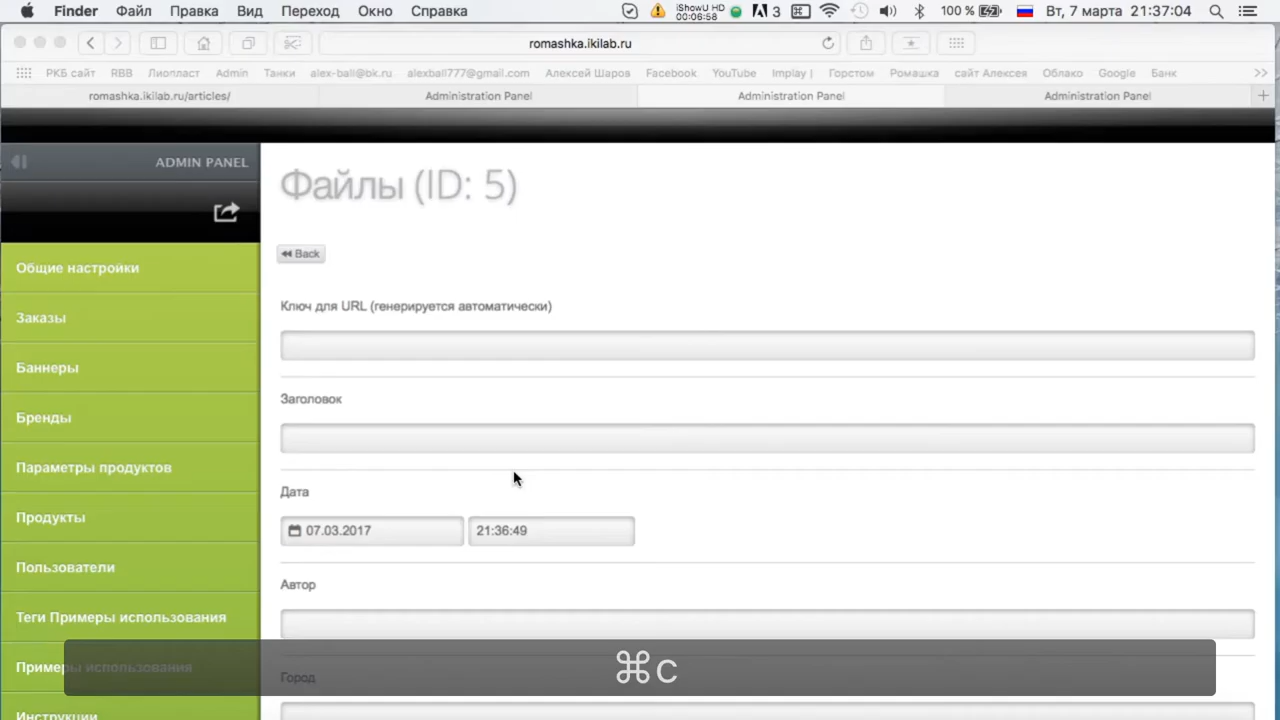 Finder Файл Правка Вид Переход Окно Справка iShowU HD 00:06:58 3 100 % Вт, 7 марта 21:37:04
romashka.ikilab.ru
РКБ сайт RBB Лиопласт Admin Танки alex-ball@bk.ru alexball777@gmail.com Алексей Шаров Facebook YouTube Implay | Горстом Ромашка сайт Алексея Облако Google Банк >>
romashka.ikilab.ru/articles/ Administration Panel Administration Panel Administration Panel +
ADMIN PANEL
Файлы (ID: 5)
Back
Общие настройки
Заказы
Баннеры
Бренды
Параметры продуктов
Продукты
Пользователи
Теги Примеры использования
Примеры использования
Инструкции
Ключ для URL (генерируется автоматически)
Заголовок
Дата
07.03.2017 21:36:49
Автор
Город
⌘C